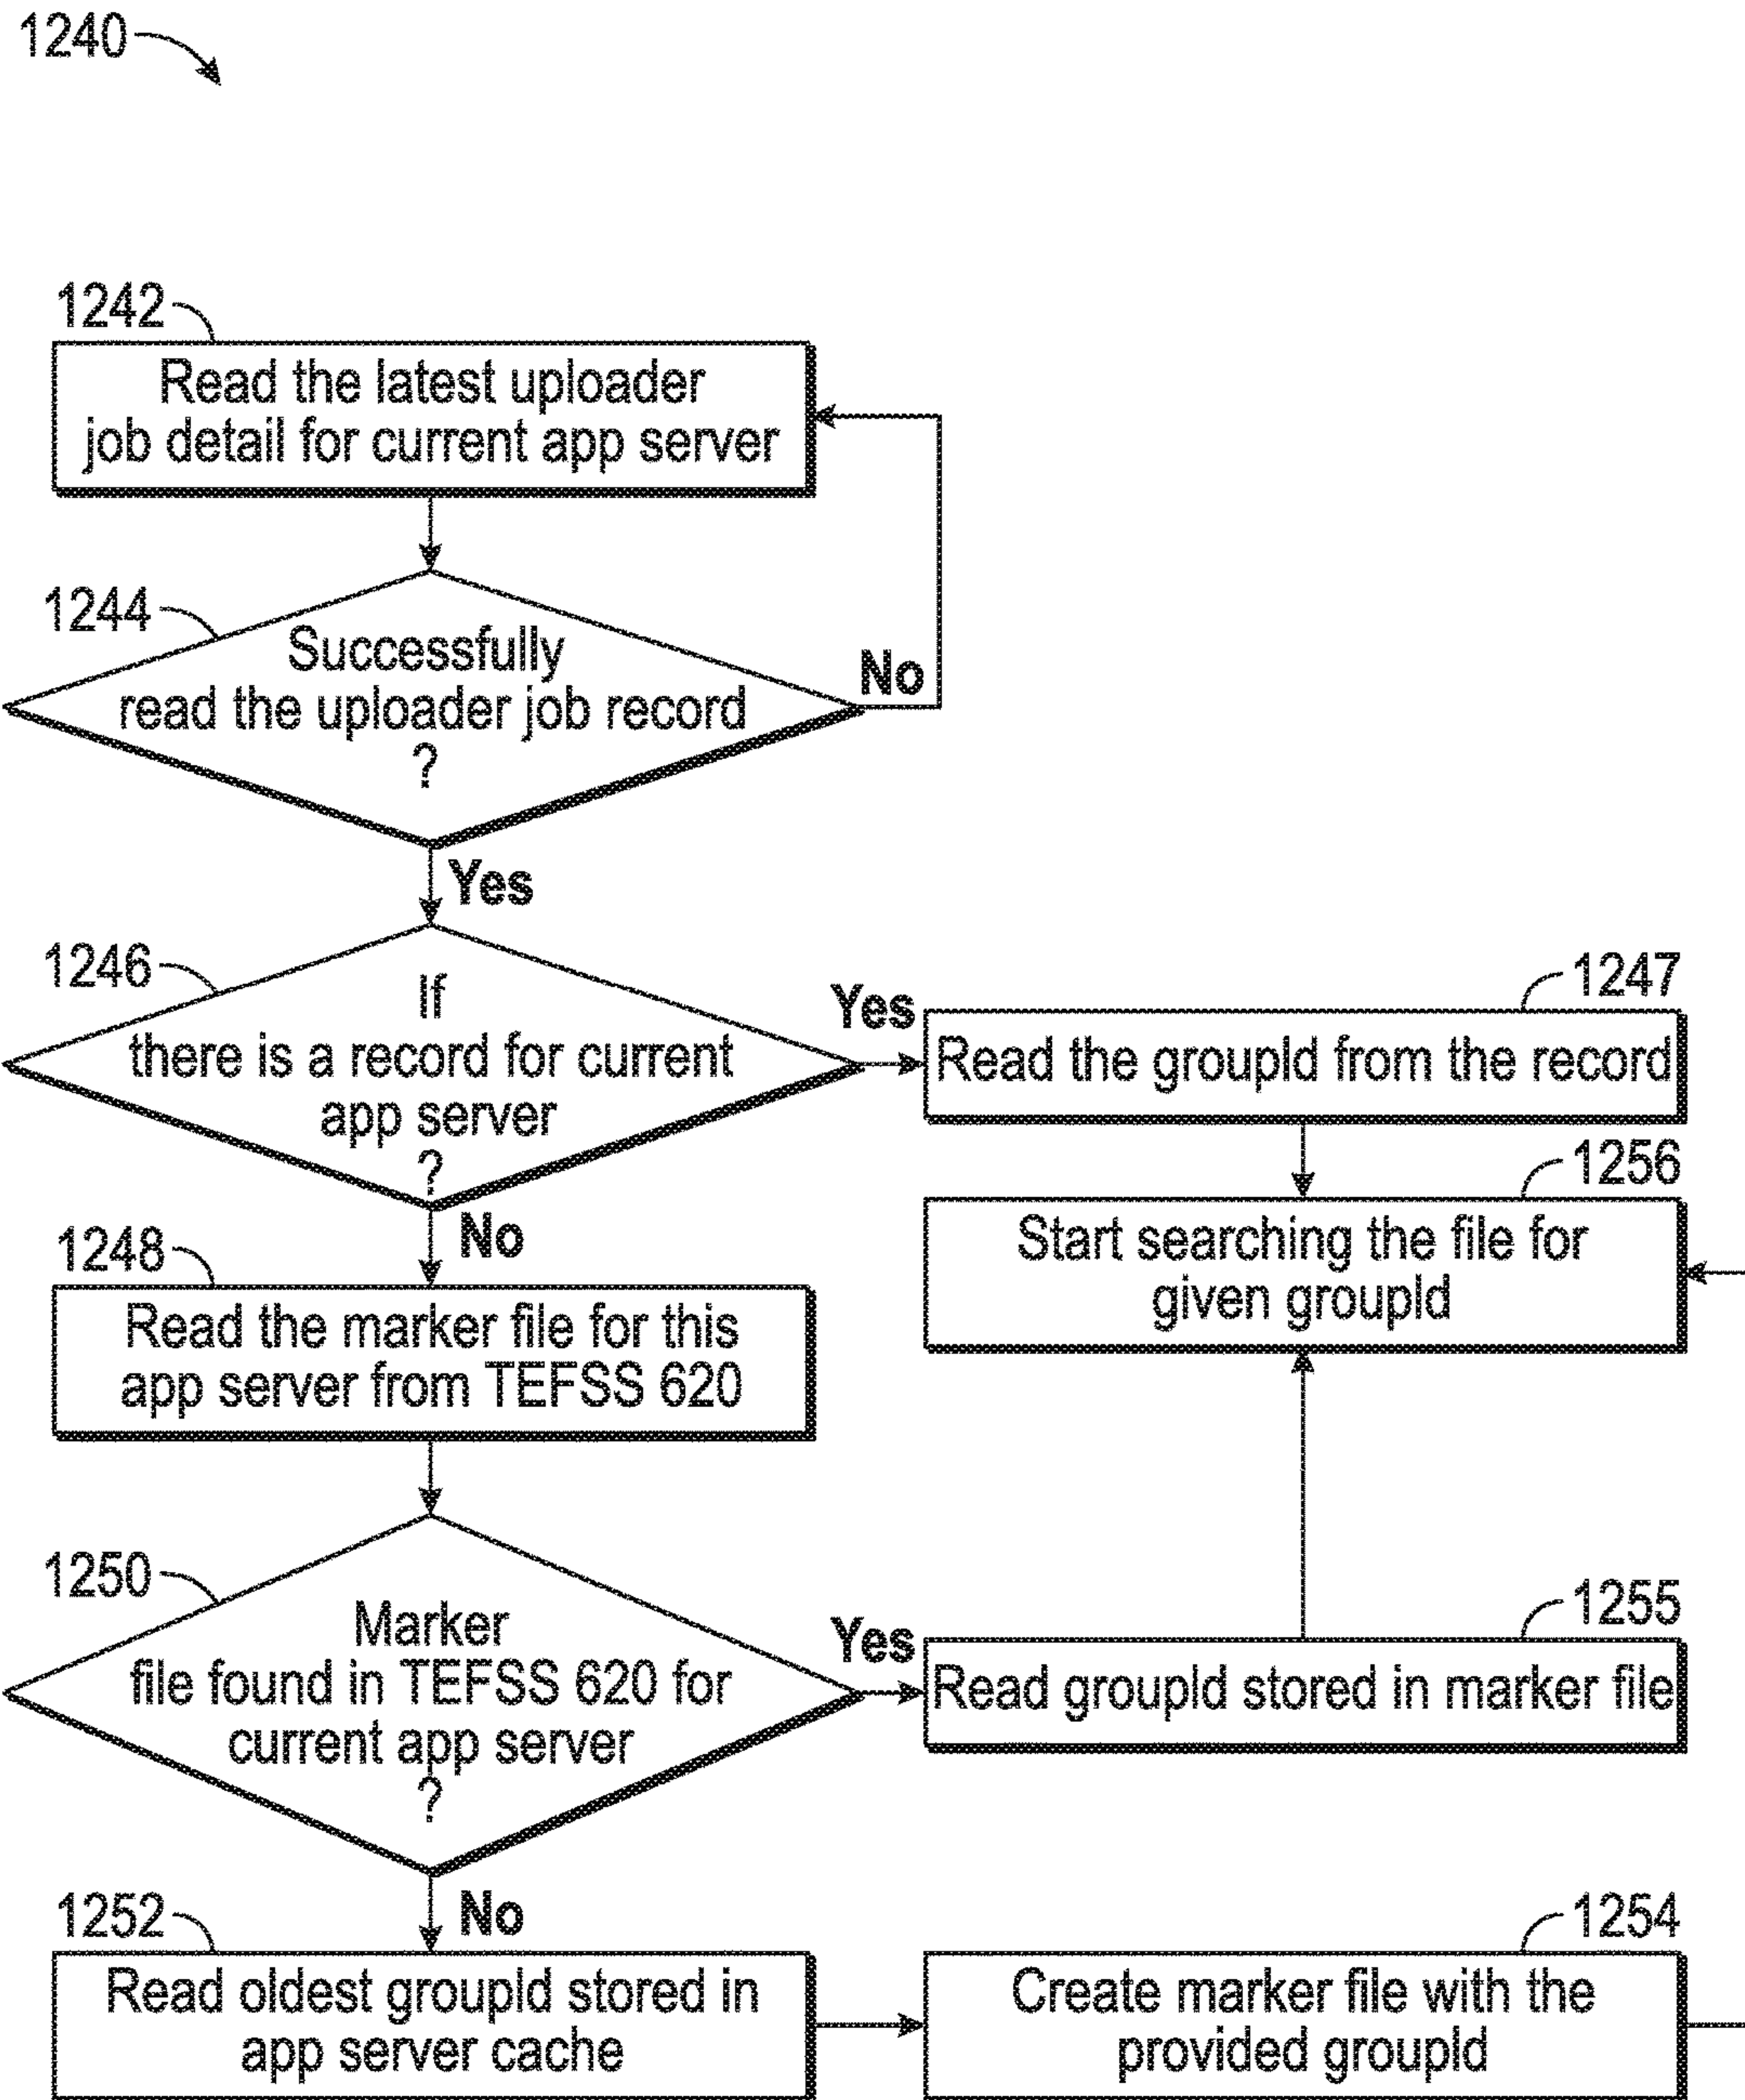 1240
1242
Read the latest uploader
job detail for current app server
1244
Successfully
read the uploader job record
?
No
Yes
1246
If
there is a record for current
app server
?
Yes
1247
Read the groupId from the record
1256
Start searching the file for
given groupId
No
1248
Read the marker file for this
app server from TEFSS 620
1250
Marker
file found in TEFSS 620 for
current app server
?
Yes
1255
Read groupId stored in marker file
No
1252
Read oldest groupId stored in
app server cache
1254
Create marker file with the
provided groupId